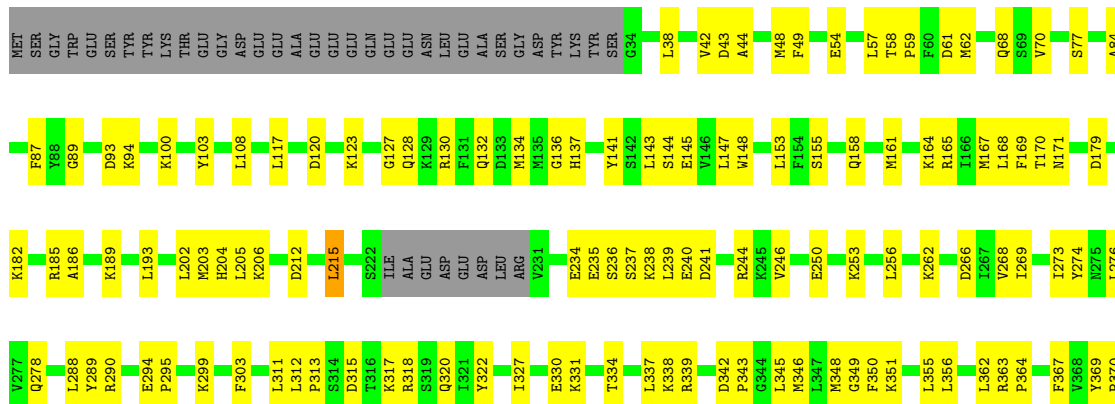 MET SER GLY TRP GLU SER TYR TYR LYS THR GLU GLY ASP GLU GLU ALA GLU GLU GLU GLN GLU GLU ASN LEU GLU ALA SER GLY ASP TYR LYS TYR SER G34 L38 V42 D43 A44 M48 F49 E54 L57 T58 P59 F60 D61 M62 Q68 S69 V70 S77 A84
F87 Y88 G89 D93 K94 K100 Y103 L108 L117 D120 K123 G127 Q128 K129 R130 F131 Q132 D133 M134 M135 G136 H137 Y141 S142 L143 S144 E145 V146 L147 W148 L153 F154 S155 Q158 M161 K164 R165 I166 M167 L168 F169 T170 N171 D179
K182 R185 A186 K189 L193 L202 M203 H204 L205 K206 D212 L215 S222 ILE ALA GLU ASP GLU ASP LEU ARG V231 E234 E235 S236 S237 K238 L239 E240 D241 R244 K245 V246 E250 K253 L256 K262 D266 I267 V268 I269 I273 Y274 N275 L276
V277 Q278 L288 Y289 R290 E294 P295 K299 F303 L311 L312 P313 S314 D315 T316 K317 R318 S319 Q320 I321 Y322 I327 E330 K331 T334 L337 K338 R339 D342 P343 G344 L345 M346 L347 M348 G349 F350 K351 L355 L356 L362 R363 P364 F367 V368 Y369